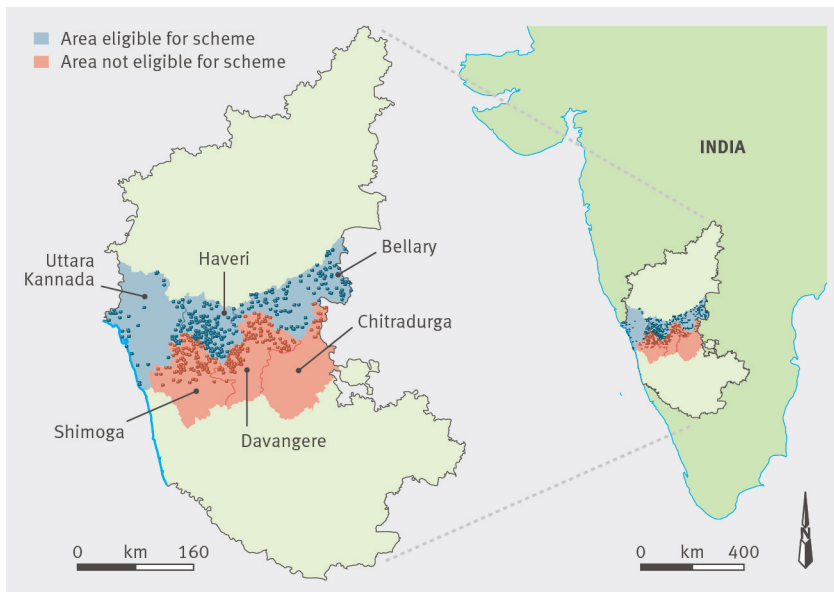 Area eligible for scheme
Area not eligible for scheme
INDIA
Uttara
Kannada
Haveri
Bellary
Chitradurga
Shimoga
Davangere
0 km 160
0 km 400
N